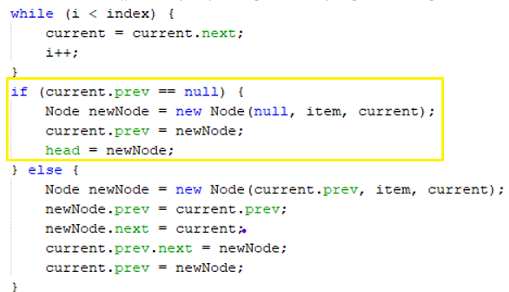 while (i < index) {
current = current.next;
i++;
}
if (current.prev == null) {
Node newNode = new Node(null, item, current);
current.prev = newNode;
head = newNode;
} else {
Node newNode = new Node(current.prev, item, current);
newNode.prev = current.prev;
newNode.next = current;
current.prev.next = newNode;
current.prev = newNode;
}